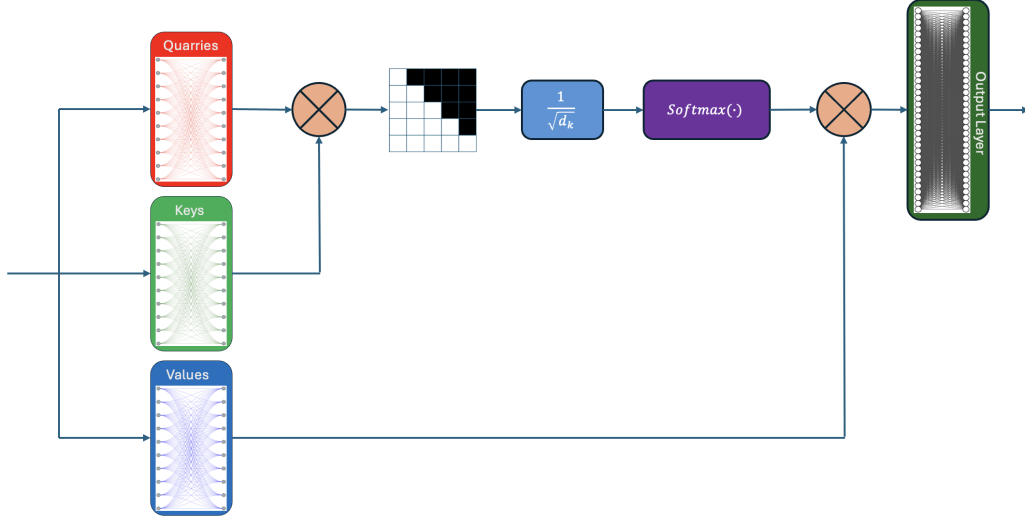 Quarries
Keys
Values
1
√d_k
Softmax(·)
Output Layer